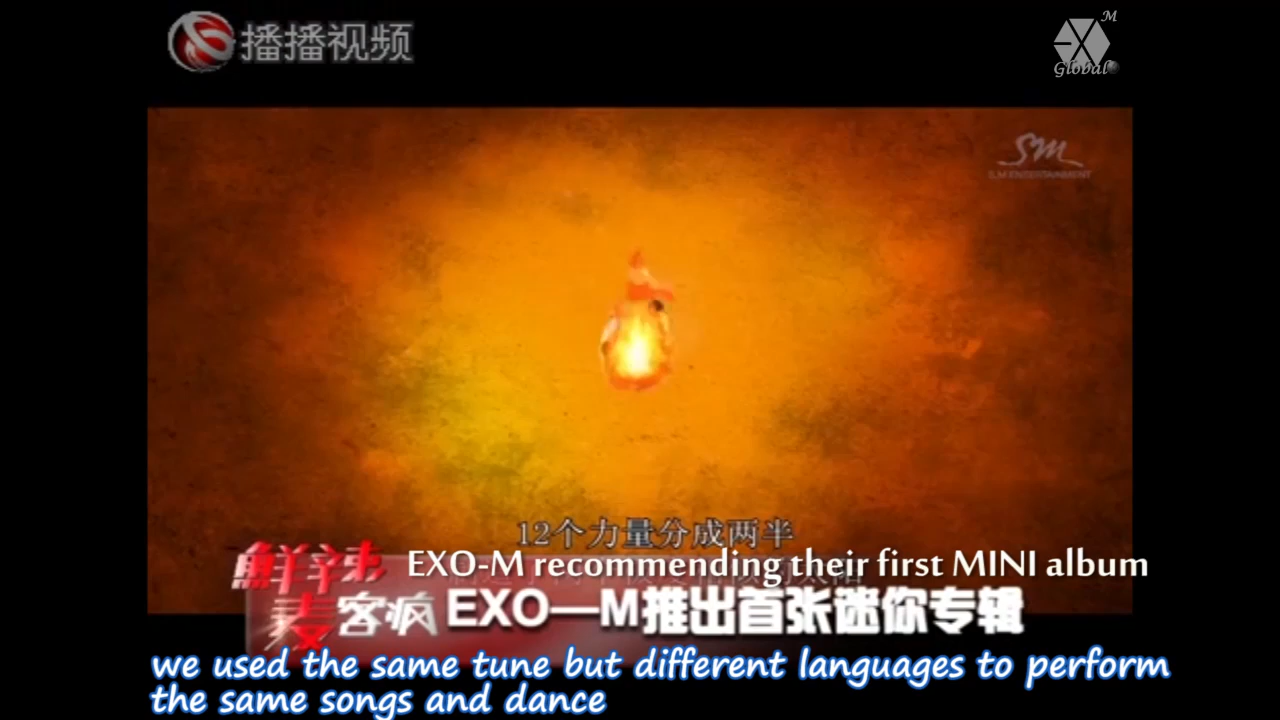 播播视频
M
EXO
Global
SM
S.M.ENTERTAINMENT
12个力量分成两半
鲜辣
EXO-M recommending their first MINI album
麦客疯
EXO—M推出首张迷你专辑
we used the same tune but different languages to perform
the same songs and dance